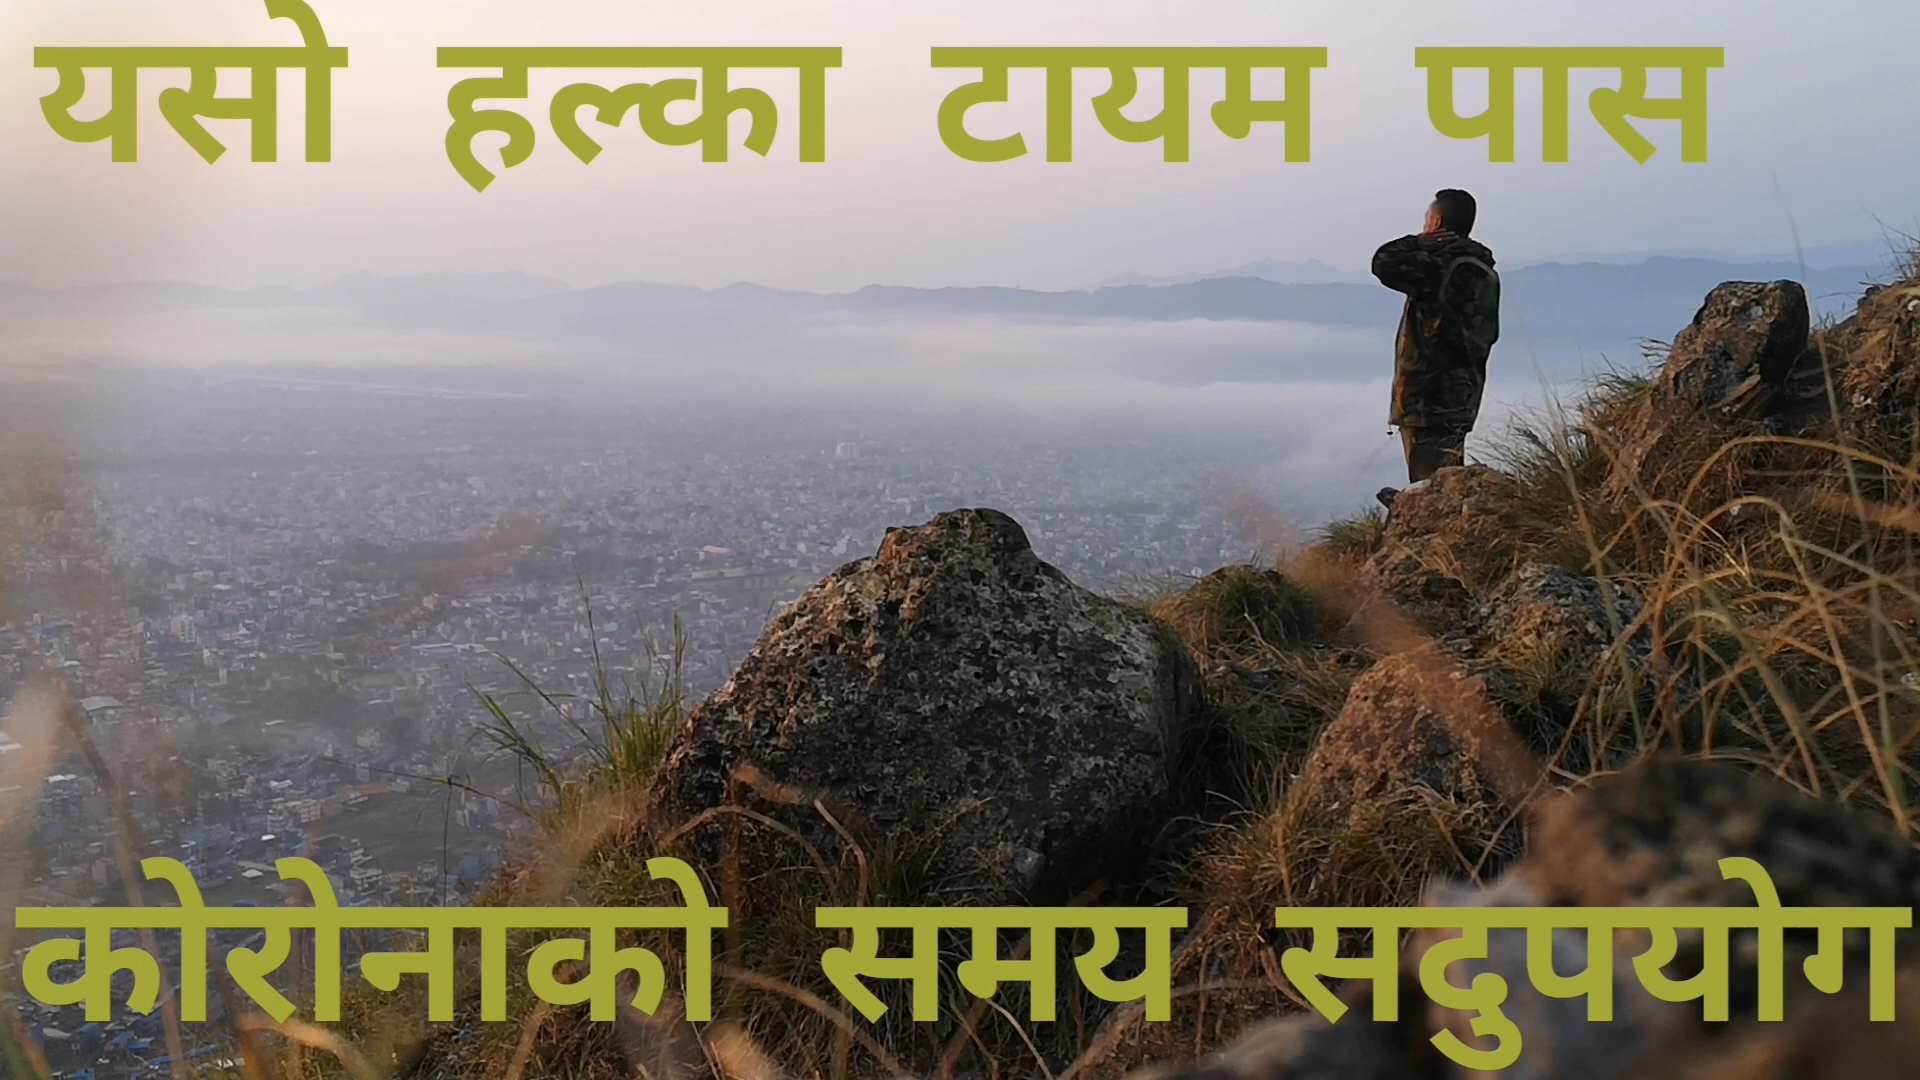 यसो हल्का टायम पास
कोरोनाको समय सदुपयोग